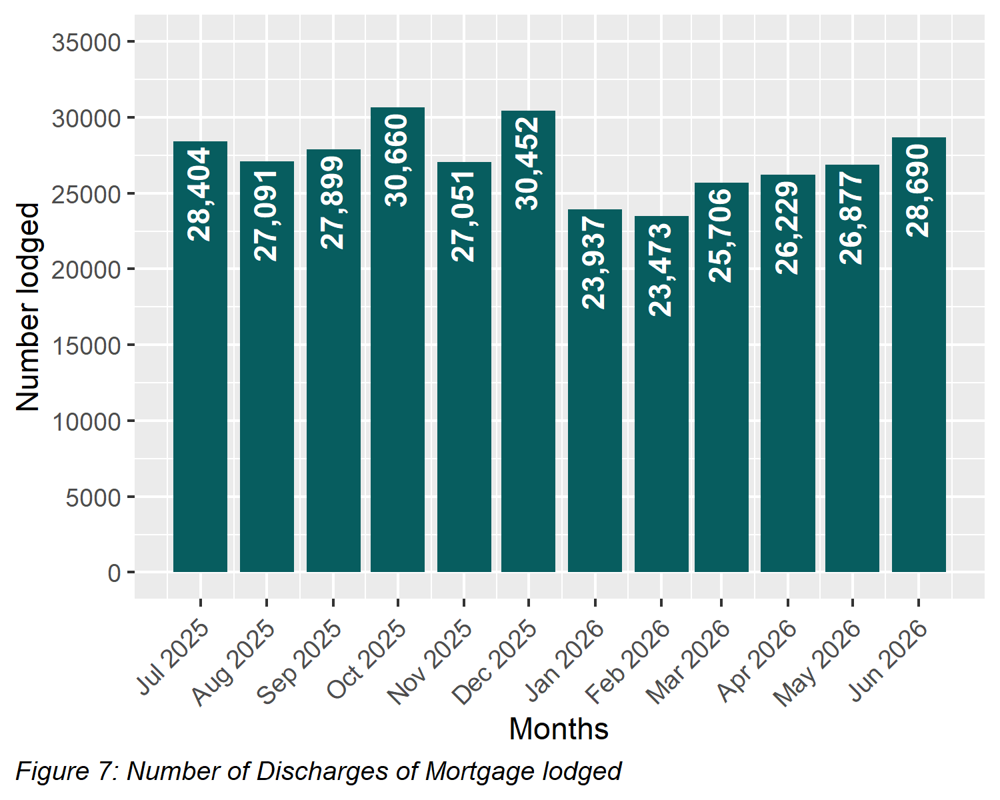 35000
30000
25000
20000
15000
10000
5000
0
Number lodged
28,404
27,091
27,899
30,660
27,051
30,452
23,937
23,473
25,706
26,229
26,877
28,690
Jul 2025
Aug 2025
Sep 2025
Oct 2025
Nov 2025
Dec 2025
Jan 2026
Feb 2026
Mar 2026
Apr 2026
May 2026
Jun 2026
Months
Figure 7: Number of Discharges of Mortgage lodged